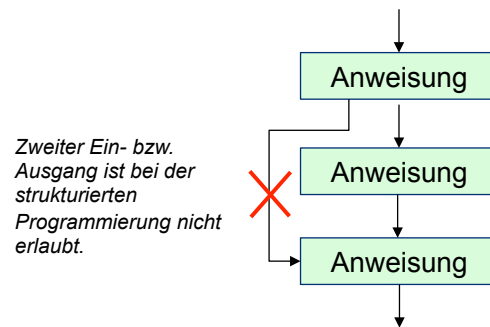 Anweisung
Zweiter Ein- bzw.
Ausgang ist bei der
strukturierten
Programmierung nicht
erlaubt.
Anweisung
Anweisung